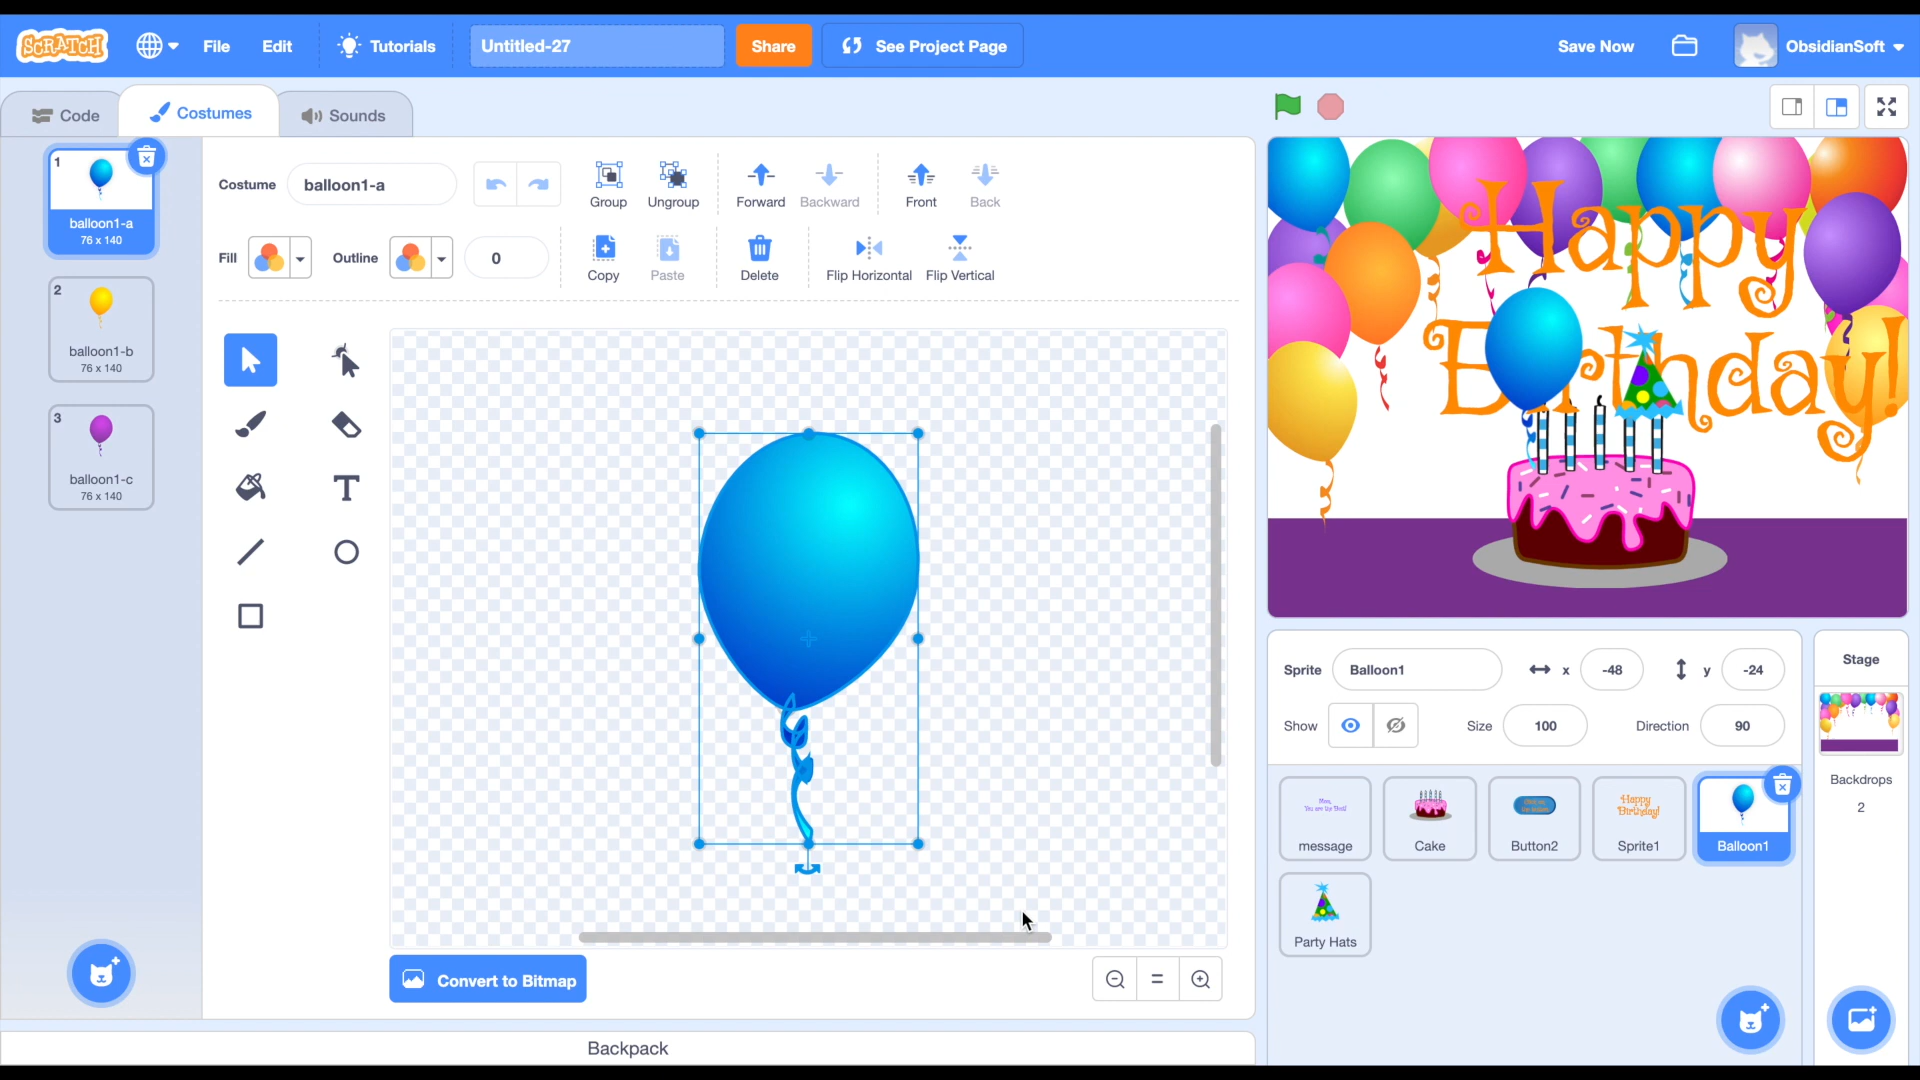 SCRATCH File Edit Tutorials Untitled-27 Share See Project Page Save Now ObsidianSoft
Code Costumes Sounds
1
balloon1-a
76 x 140
2
balloon1-b
76 x 140
3
balloon1-c
76 x 140
Costume balloon1-a Group Ungroup Forward Backward Front Back
Fill Outline 0 Copy Paste Delete Flip Horizontal Flip Vertical
T
Convert to Bitmap
=
Backpack
Happy
Birthday!
Sprite Balloon1 x -48 y -24
Show Size 100 Direction 90
message
Cake
Button2
Happy
Birthday!
Sprite1
Balloon1
Party Hats
Stage
Backdrops
2